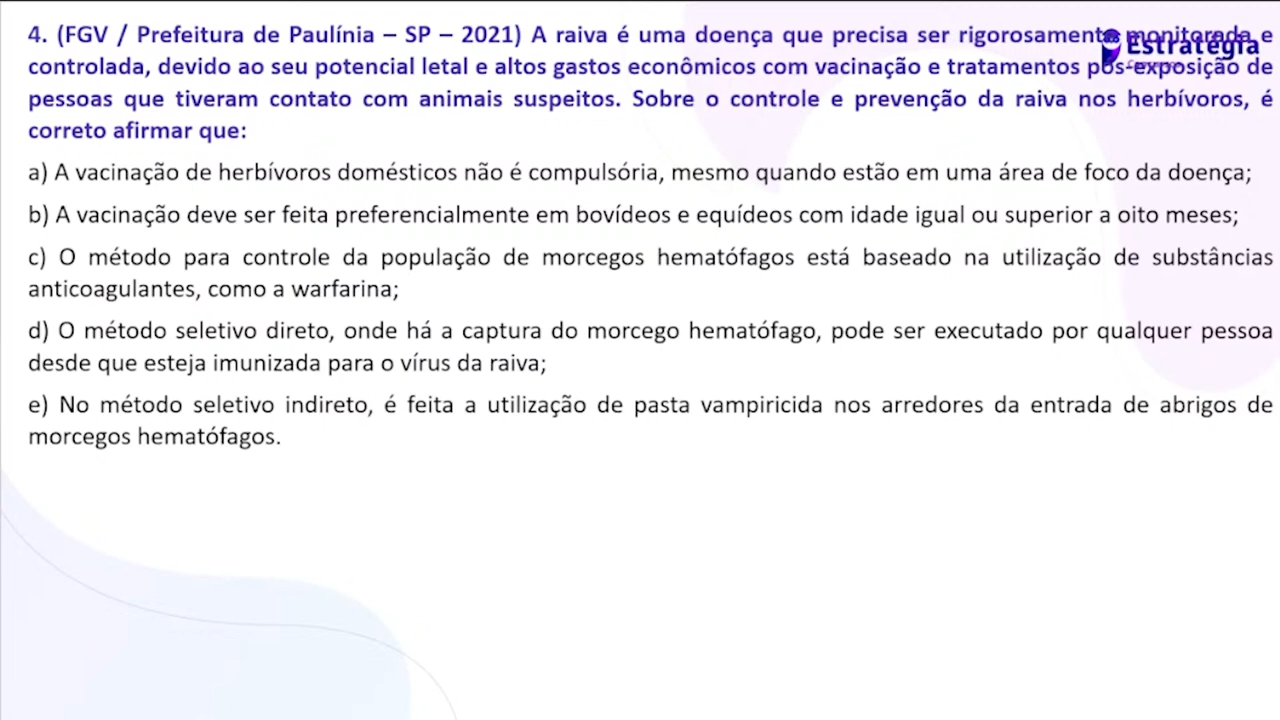 4. (FGV / Prefeitura de Paulínia – SP – 2021) A raiva é uma doença que precisa ser rigorosamente monitorada e
Estratégia
controlada, devido ao seu potencial letal e altos gastos econômicos com vacinação e tratamentos pós-exposição de
pessoas que tiveram contato com animais suspeitos. Sobre o controle e prevenção da raiva nos herbívoros, é
correto afirmar que:
a) A vacinação de herbívoros domésticos não é compulsória, mesmo quando estão em uma área de foco da doença;
b) A vacinação deve ser feita preferencialmente em bovídeos e equídeos com idade igual ou superior a oito meses;
c) O método para controle da população de morcegos hematófagos está baseado na utilização de substâncias
anticoagulantes, como a warfarina;
d) O método seletivo direto, onde há a captura do morcego hematófago, pode ser executado por qualquer pessoa
desde que esteja imunizada para o vírus da raiva;
e) No método seletivo indireto, é feita a utilização de pasta vampiricida nos arredores da entrada de abrigos de
morcegos hematófagos.